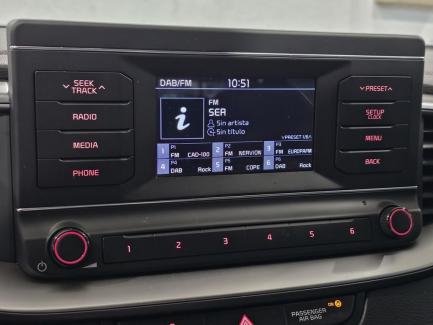 DAB/FM 10:51
SEEK
TRACK
RADIO
MEDIA
PHONE
FM
SER
Sin artista
Sin título
PRESET 1/6
1 P1 FM CAD-100
2 P2 FM NERVION
3 P3 FM EUROPAFM
4 P4 DAB Rock
5 P5 FM COPE
6 P6 DAB Rock
PRESET
SETUP
CLOCK
MENU
BACK
1 2 3 4 5 6
PASSENGER
AIR BAG